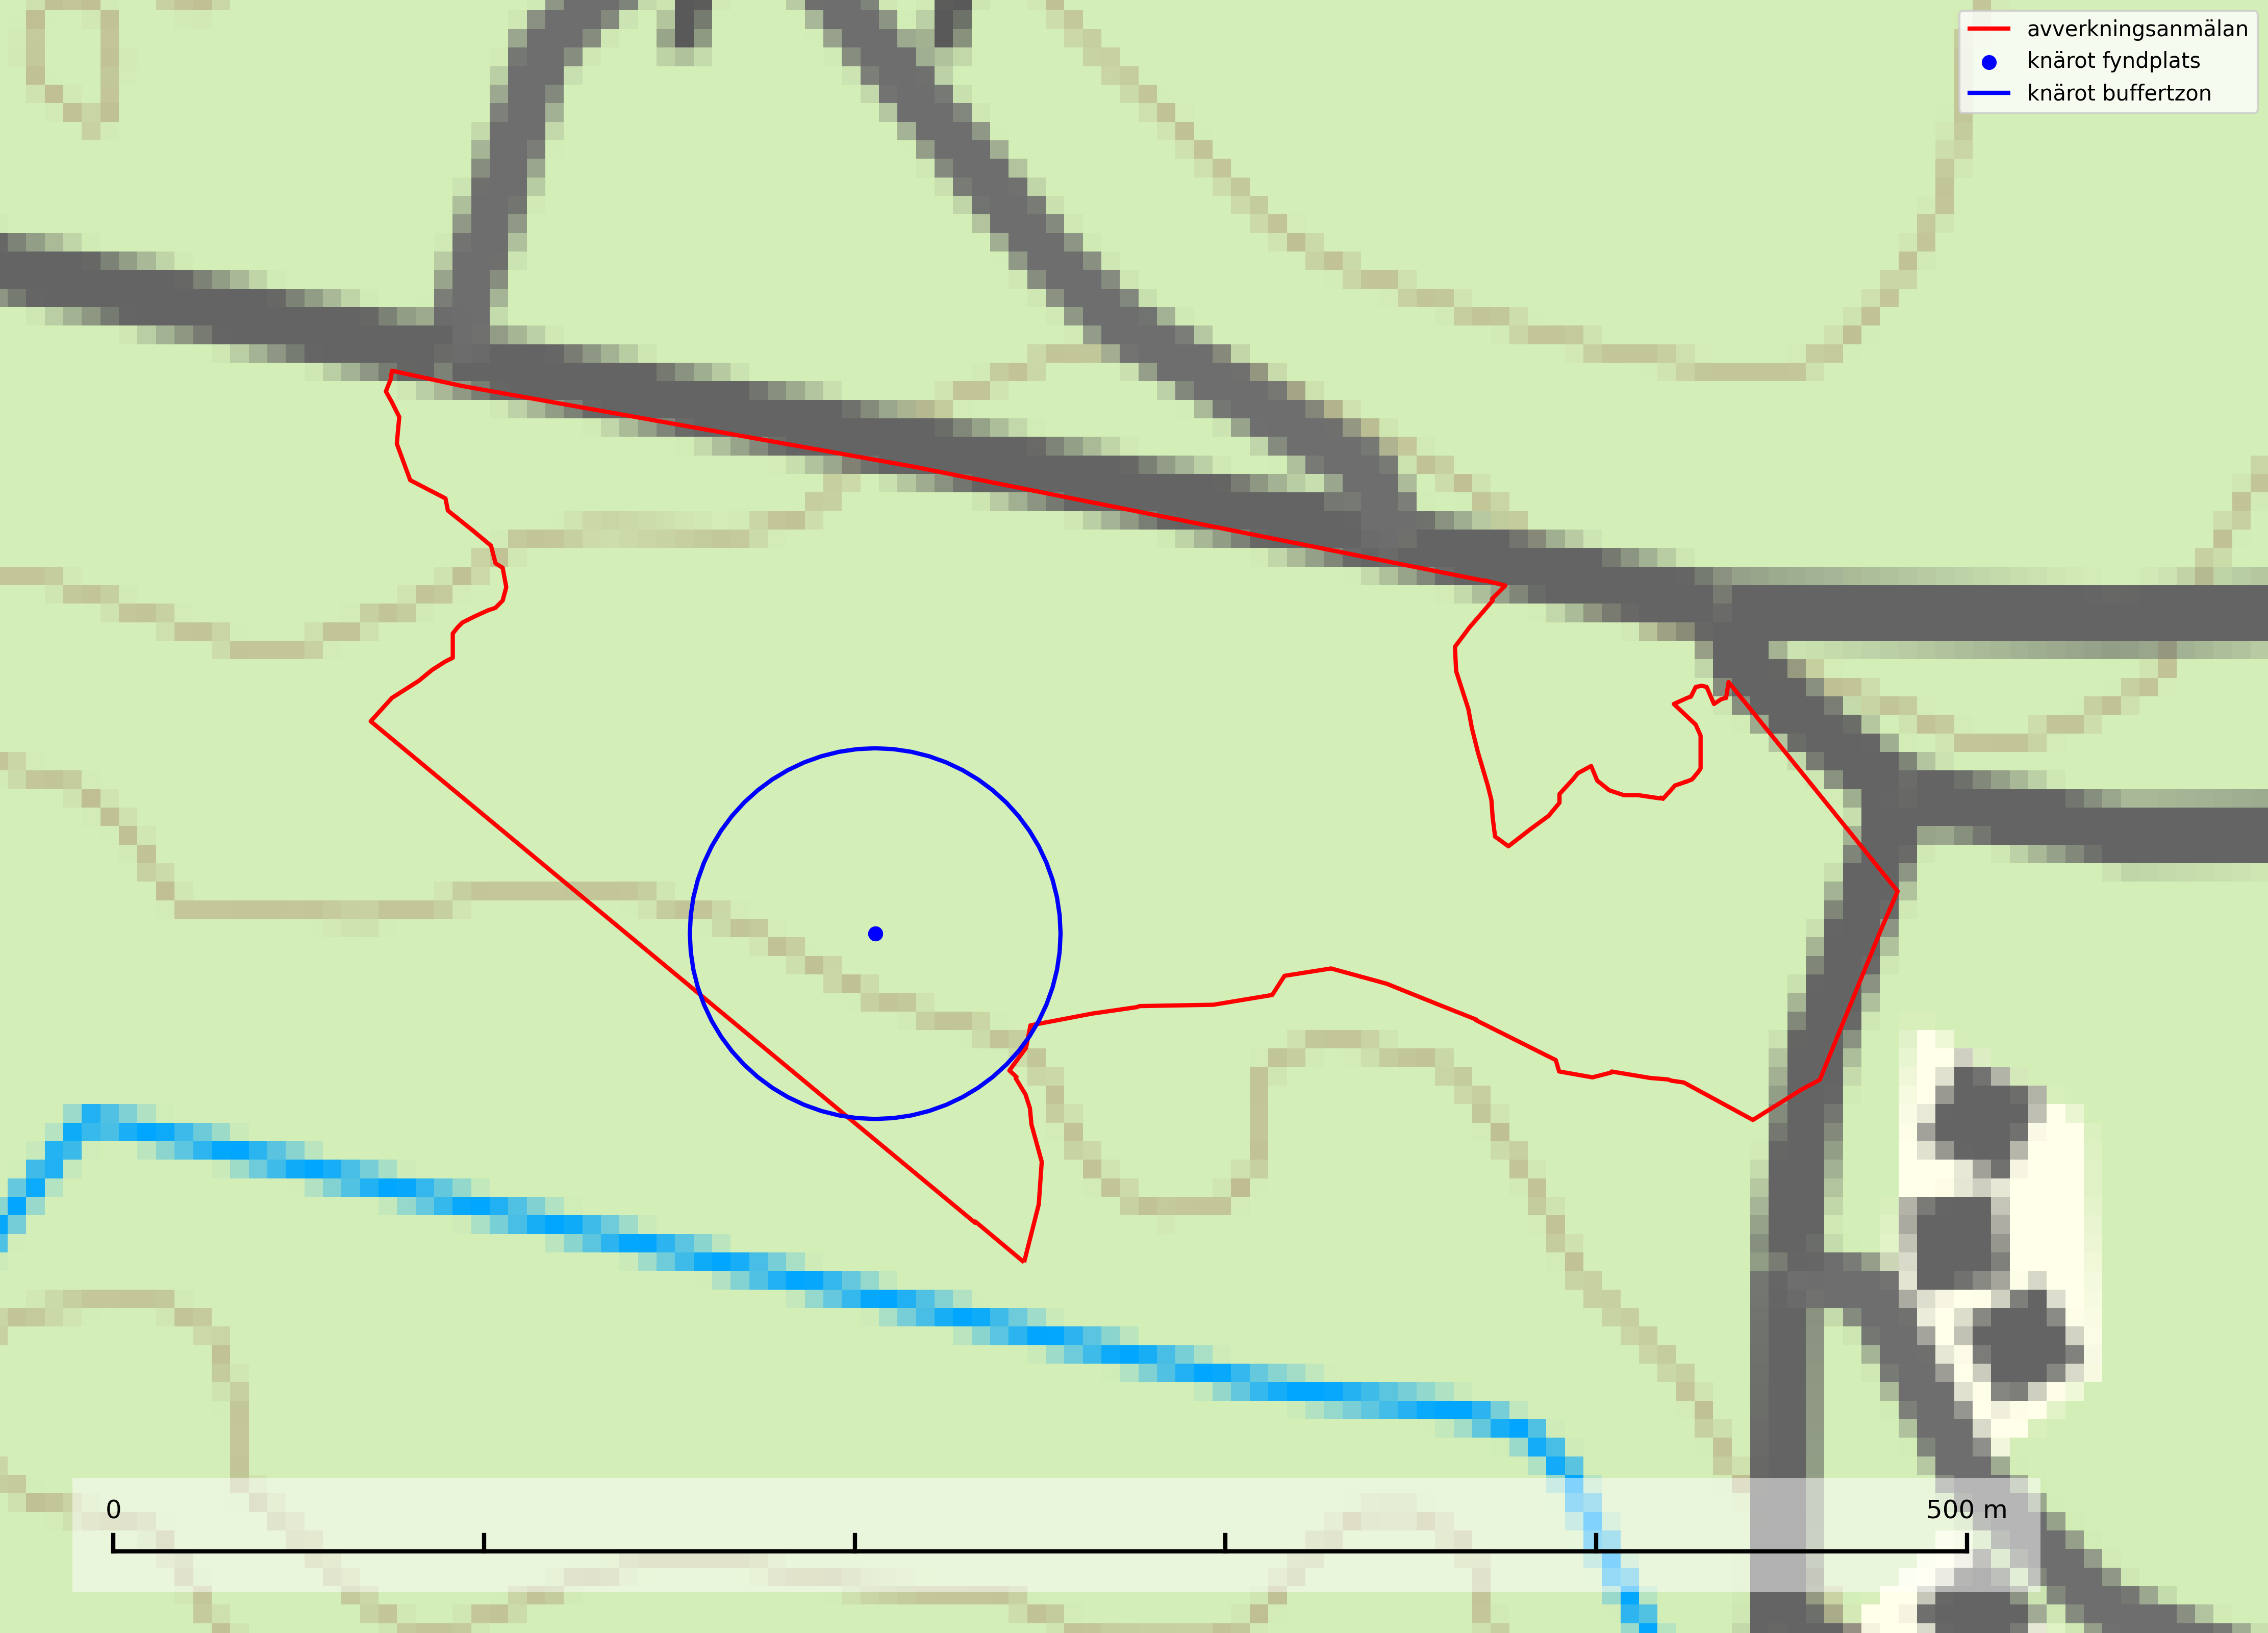 avverkningsanmälan
knärot fyndplats
knärot buffertzon
0
500 m